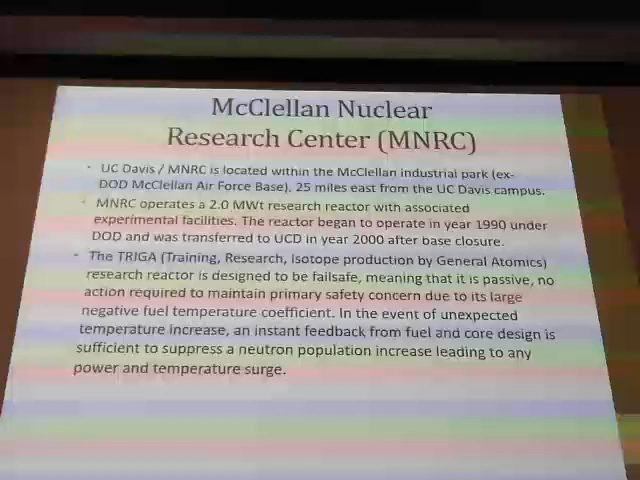 McClellan Nuclear
Research Center (MNRC)
· UC Davis / MNRC is located within the McClellan industrial park (ex-
DOD McClellan Air Force Base), 25 miles east from the UC Davis campus.
· MNRC operates a 2.0 MWt research reactor with associated
experimental facilities. The reactor began to operate in year 1990 under
DOD and was transferred to UCD in year 2000 after base closure.
· The TRIGA (Training, Research, Isotope production by General Atomics)
research reactor is designed to be failsafe, meaning that it is passive, no
action required to maintain primary safety concern due to its large
negative fuel temperature coefficient. In the event of unexpected
temperature increase, an instant feedback from fuel and core design is
sufficient to suppress a neutron population increase leading to any
power and temperature surge.